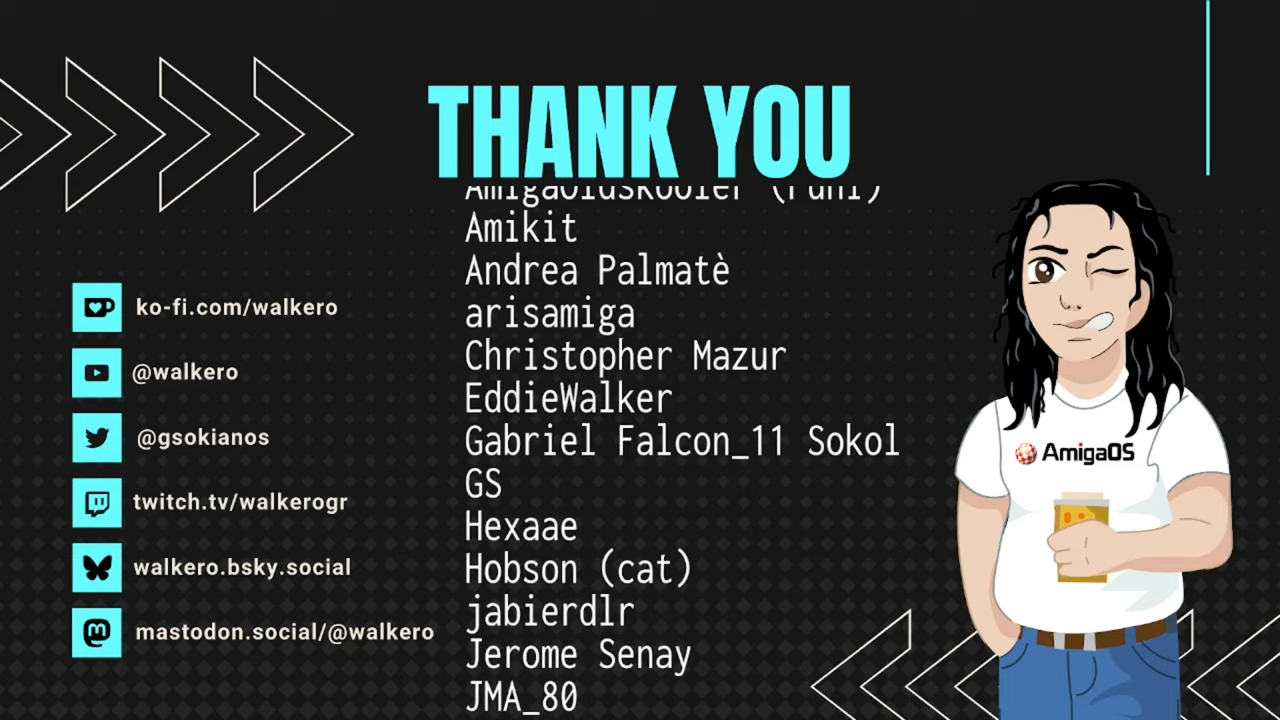 THANK YOU
ko-fi.com/walkero
@walkero
@gsokianos
twitch.tv/walkerogr
walkero.bsky.social
mastodon.social/@walkero
Amikit
Andrea Palmatè
arisamiga
Christopher Mazur
EddieWalker
Gabriel Falcon_11 Sokol
GS
Hexaae
Hobson (cat)
jabierdlr
Jerome Senay
JMA_80
AmigaOS